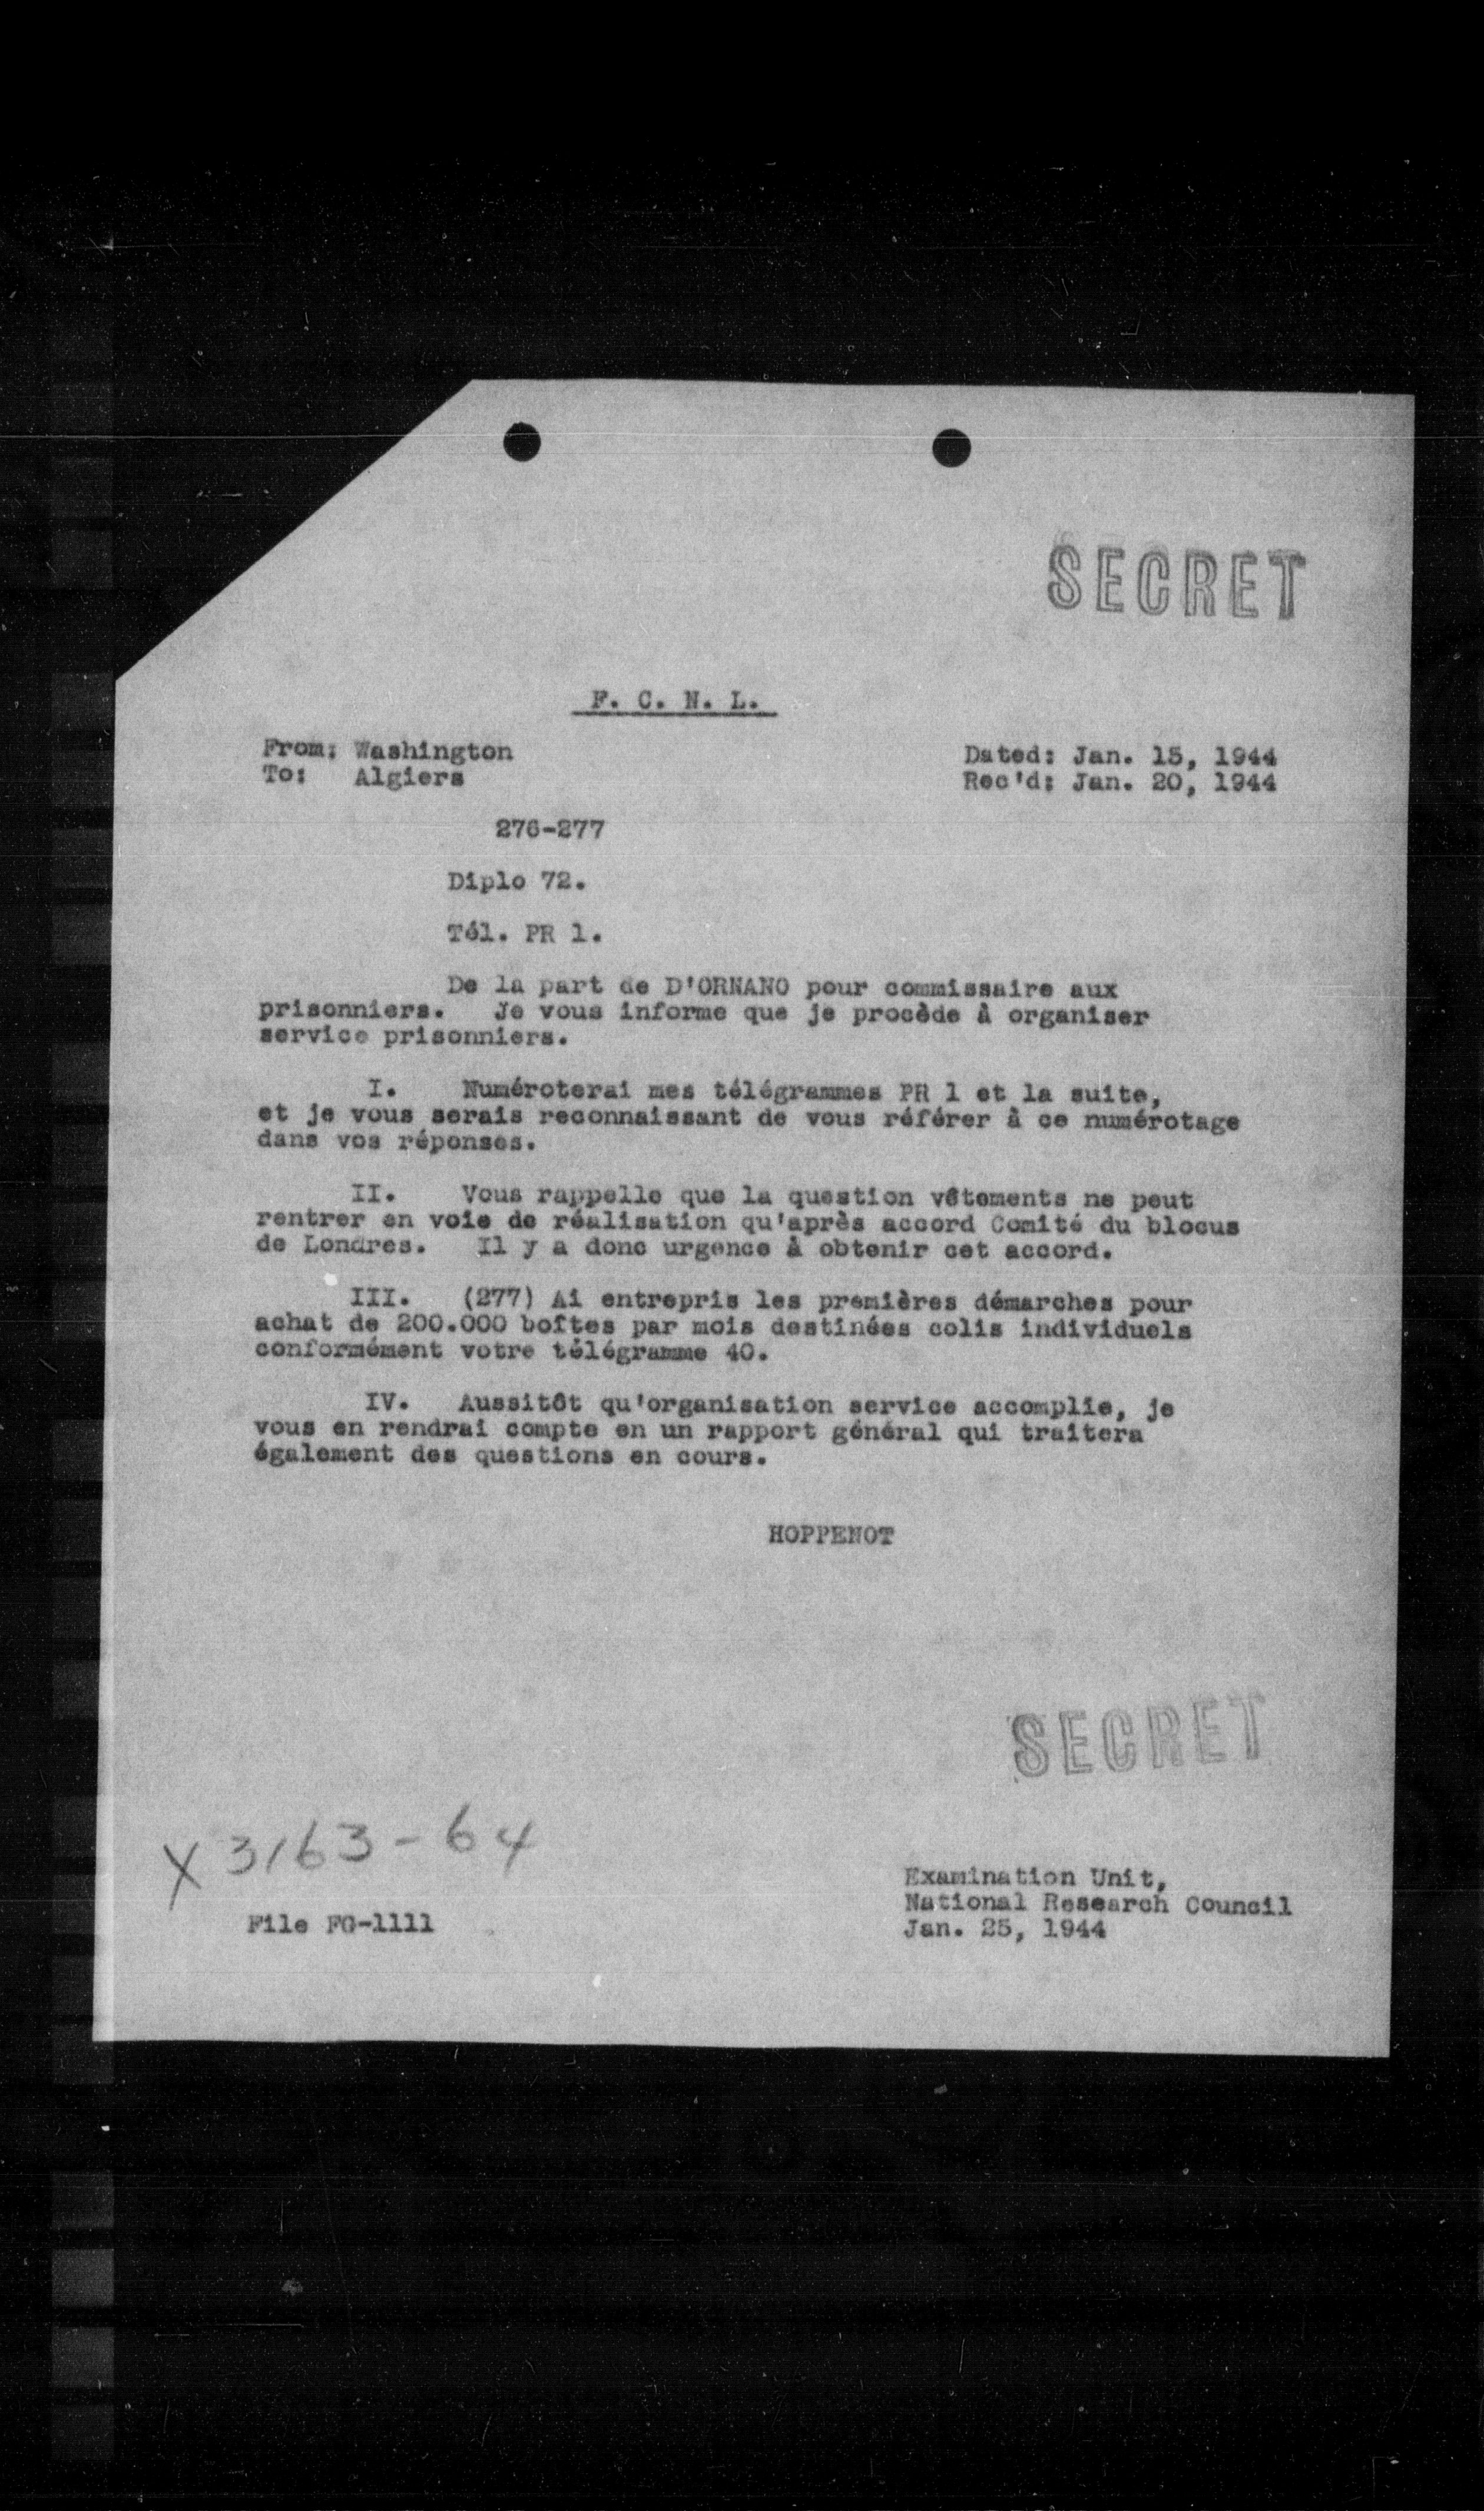 SECRET
F. C. N. L.
From: Washington
To: Algiers
Dated: Jan. 15, 1944
Rec'd: Jan. 20, 1944
276-277
Diplo 72.
Tél. PR 1.
De la part de D'ORNANO pour commissaire aux
prisonniers. Je vous informe que je procède à organiser
service prisonniers.
I. Numéroterai mes télégrammes PR 1 et la suite,
et je vous serais reconnaissant de vous référer à ce numérotage
dans vos réponses.
II. Vous rappelle que la question vêtements ne peut
rentrer en voie de réalisation qu'après accord Comité du blocus
de Londres. Il y a donc urgence à obtenir cet accord.
III. (277) Ai entrepris les premières démarches pour
achat de 200.000 boîtes par mois destinées colis individuels
conformément votre télégramme 40.
IV. Aussitôt qu'organisation service accomplie, je
vous en rendrai compte en un rapport général qui traitera
également des questions en cours.
HOPPENOT
SECRET
X 3163-64
File FG-1111
Examination Unit,
National Research Council
Jan. 25, 1944